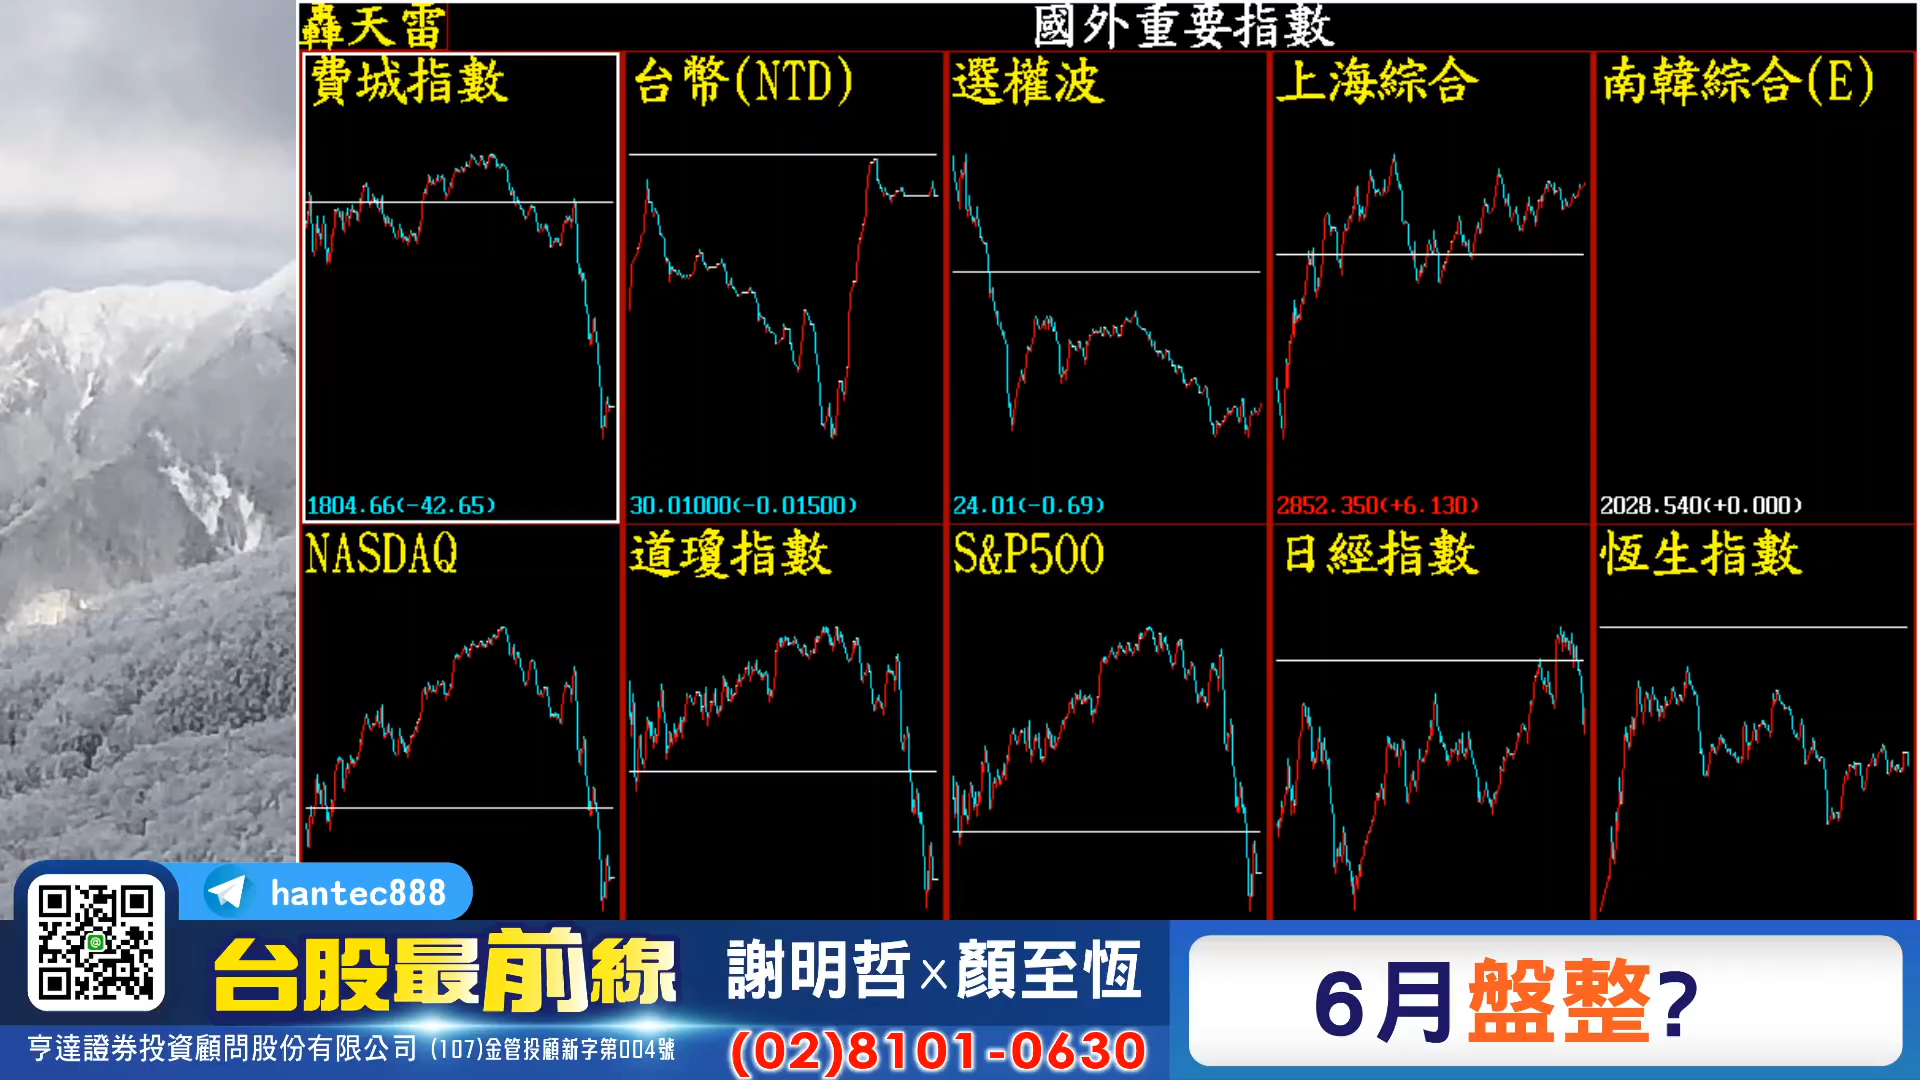 轟天雷
國外重要指數
費城指數
台幣(NTD)
選權波
上海綜合
南韓綜合(E)
1804.66(-42.65)
30.01000(-0.01500)
24.01(-0.69)
2852.350(+6.130)
2028.540(+0.000)
NASDAQ
道瓊指數
S&P500
日經指數
恆生指數
hantec888
台股最前線
謝明哲x顏至恆
6月盤整?
亨達證券投資顧問股份有限公司 (107)金管投顧新字第004號
(02)8101-0630